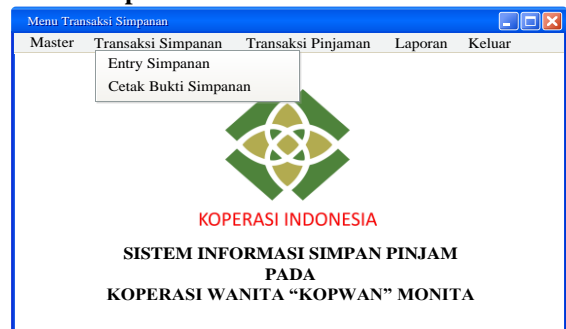 Menu Transaksi Simpanan
Master Transaksi Simpanan Transaksi Pinjaman Laporan Keluar
Entry Simpanan
Cetak Bukti Simpanan
KOPERASI INDONESIA
SISTEM INFORMASI SIMPAN PINJAM
PADA
KOPERASI WANITA “KOPWAN” MONITA